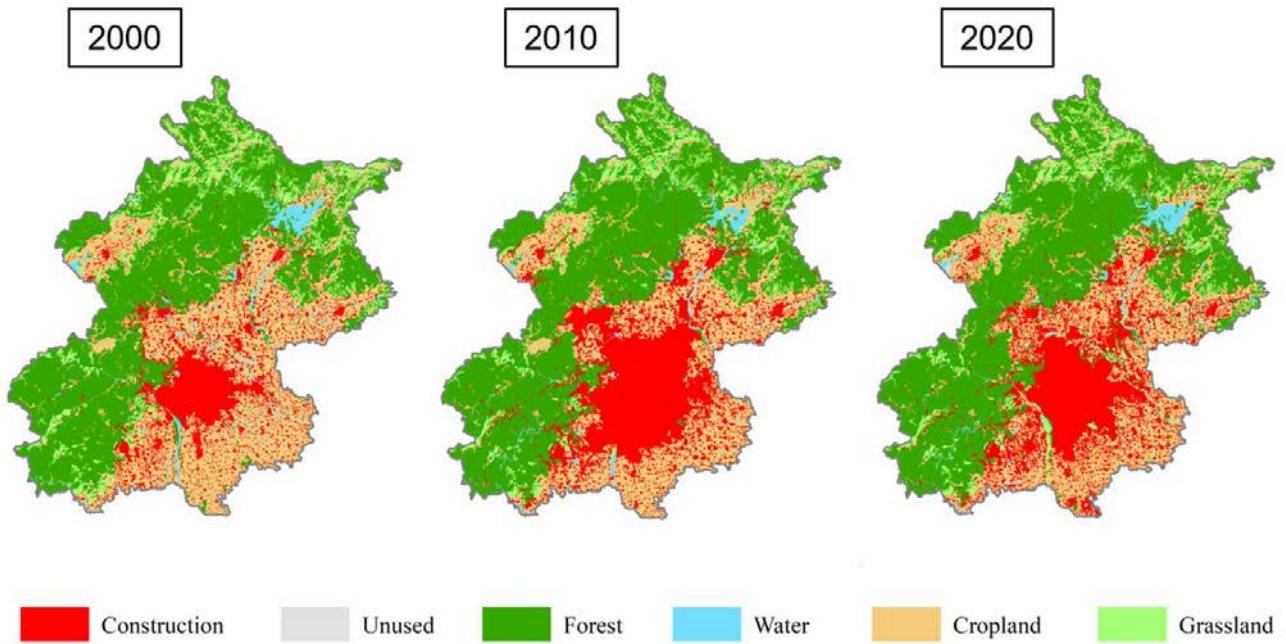 2000
2010
2020
Construction
Unused
Forest
Water
Cropland
Grassland